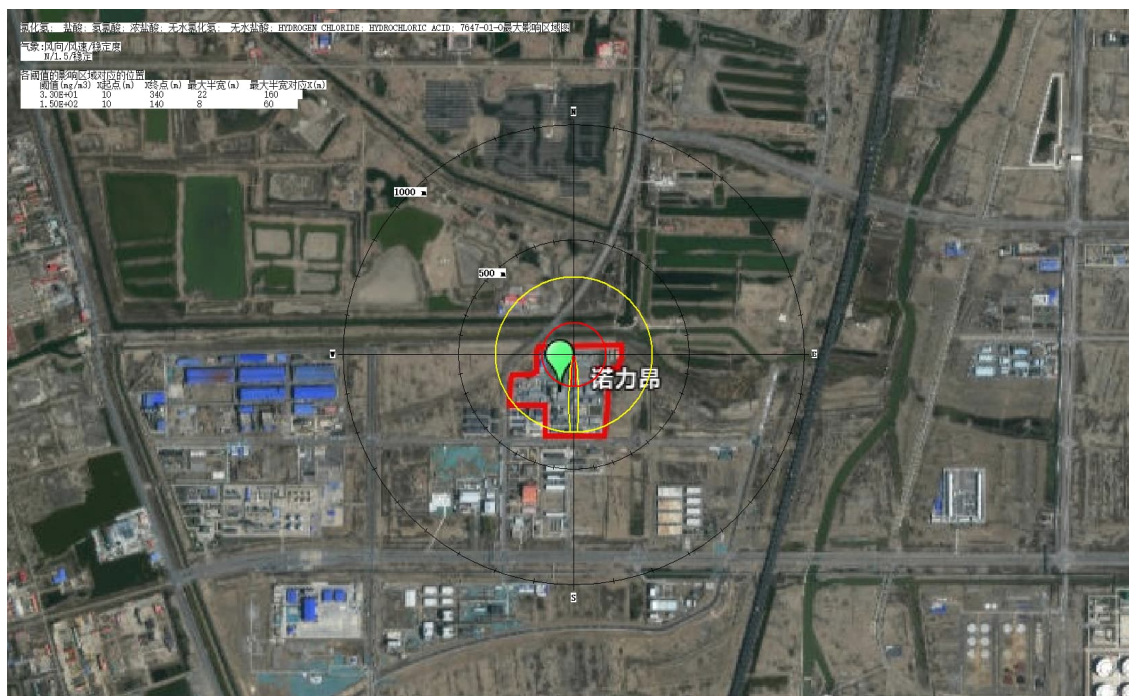 氯化氢; 盐酸; 氢氯酸; 浓盐酸; 无水氯化氢; 无水盐酸; HYDROGEN CHLORIDE; HYDROCHLORIC ACID; 7647-01-0最大影响区域图
气象:风向/风速/稳定度
N/1.5/稳定
各阈值的影响区域对应的位置
阈值(mg/m3) X起点(m) X终点(m) 最大半宽(m) 最大半宽对应X(m)
3.30E+01 10 340 22 160
1.50E+02 10 140 8 60
N
1000 m
500 m
W
E
诺力昂
S